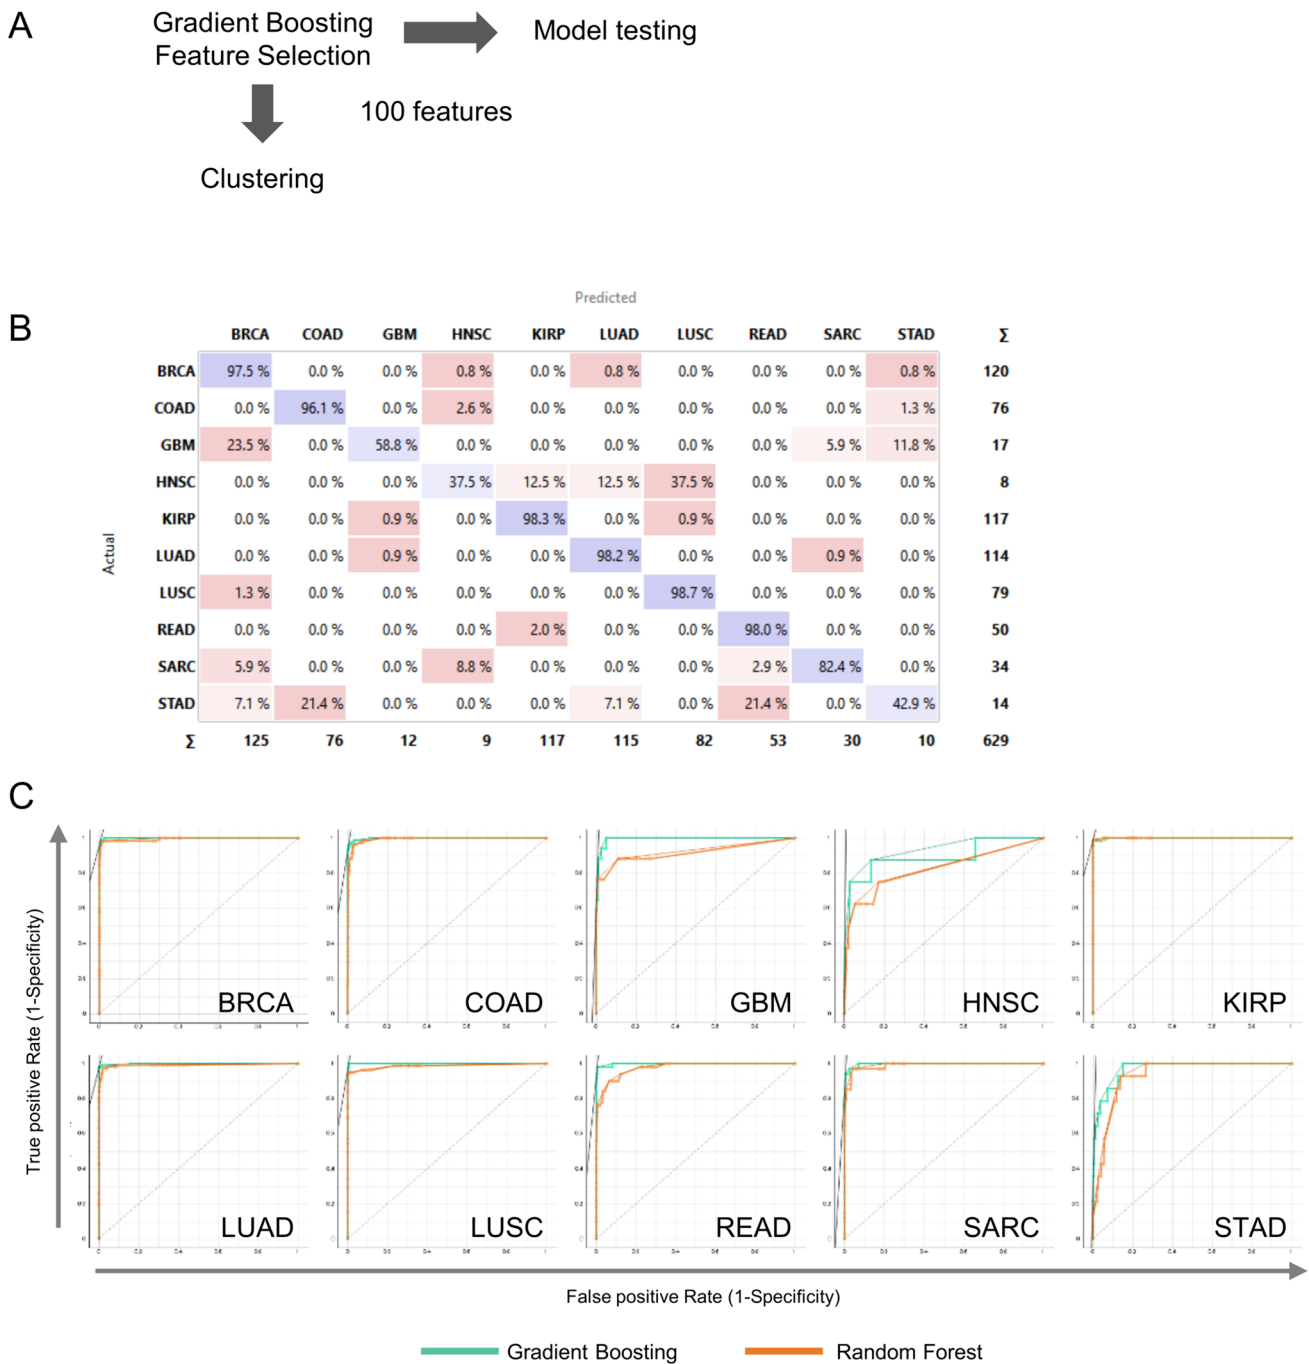 A
Gradient Boosting
Feature Selection
Model testing
100 features
Clustering
B
Predicted
BRCA COAD GBM HNSC KIRP LUAD LUSC READ SARC STAD Σ
BRCA 97.5 % 0.0 % 0.0 % 0.8 % 0.0 % 0.8 % 0.0 % 0.0 % 0.0 % 0.8 % 120
COAD 0.0 % 96.1 % 0.0 % 2.6 % 0.0 % 0.0 % 0.0 % 0.0 % 0.0 % 1.3 % 76
GBM 23.5 % 0.0 % 58.8 % 0.0 % 0.0 % 0.0 % 0.0 % 0.0 % 5.9 % 11.8 % 17
HNSC 0.0 % 0.0 % 0.0 % 37.5 % 12.5 % 12.5 % 37.5 % 0.0 % 0.0 % 0.0 % 8
KIRP 0.0 % 0.0 % 0.9 % 0.0 % 98.3 % 0.0 % 0.9 % 0.0 % 0.0 % 0.0 % 117
LUAD 0.0 % 0.0 % 0.9 % 0.0 % 0.0 % 98.2 % 0.0 % 0.0 % 0.9 % 0.0 % 114
LUSC 1.3 % 0.0 % 0.0 % 0.0 % 0.0 % 0.0 % 98.7 % 0.0 % 0.0 % 0.0 % 79
READ 0.0 % 0.0 % 0.0 % 0.0 % 2.0 % 0.0 % 0.0 % 98.0 % 0.0 % 0.0 % 50
SARC 5.9 % 0.0 % 0.0 % 8.8 % 0.0 % 0.0 % 0.0 % 2.9 % 82.4 % 0.0 % 34
STAD 7.1 % 21.4 % 0.0 % 0.0 % 0.0 % 7.1 % 0.0 % 21.4 % 0.0 % 42.9 % 14
Σ 125 76 12 9 117 115 82 53 30 10 629
Actual
C
True positive Rate (1-Specificity)
BRCA COAD GBM HNSC KIRP
LUAD LUSC READ SARC STAD
False positive Rate (1-Specificity)
Gradient Boosting Random Forest